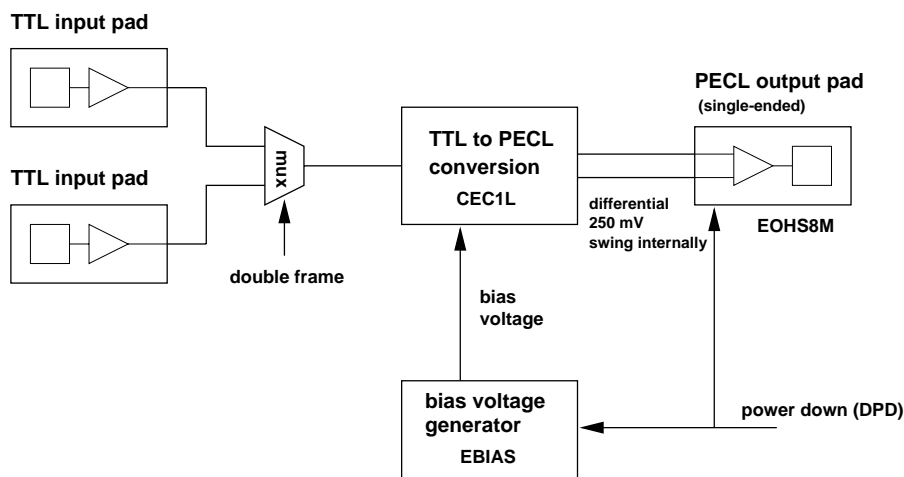 TTL input pad
TTL input pad
mux
double frame
TTL to PECL
conversion
CEC1L
differential
250 mV
swing internally
PECL output pad
(single-ended)
EOHS8M
bias
voltage
bias voltage
generator
EBIAS
power down (DPD)